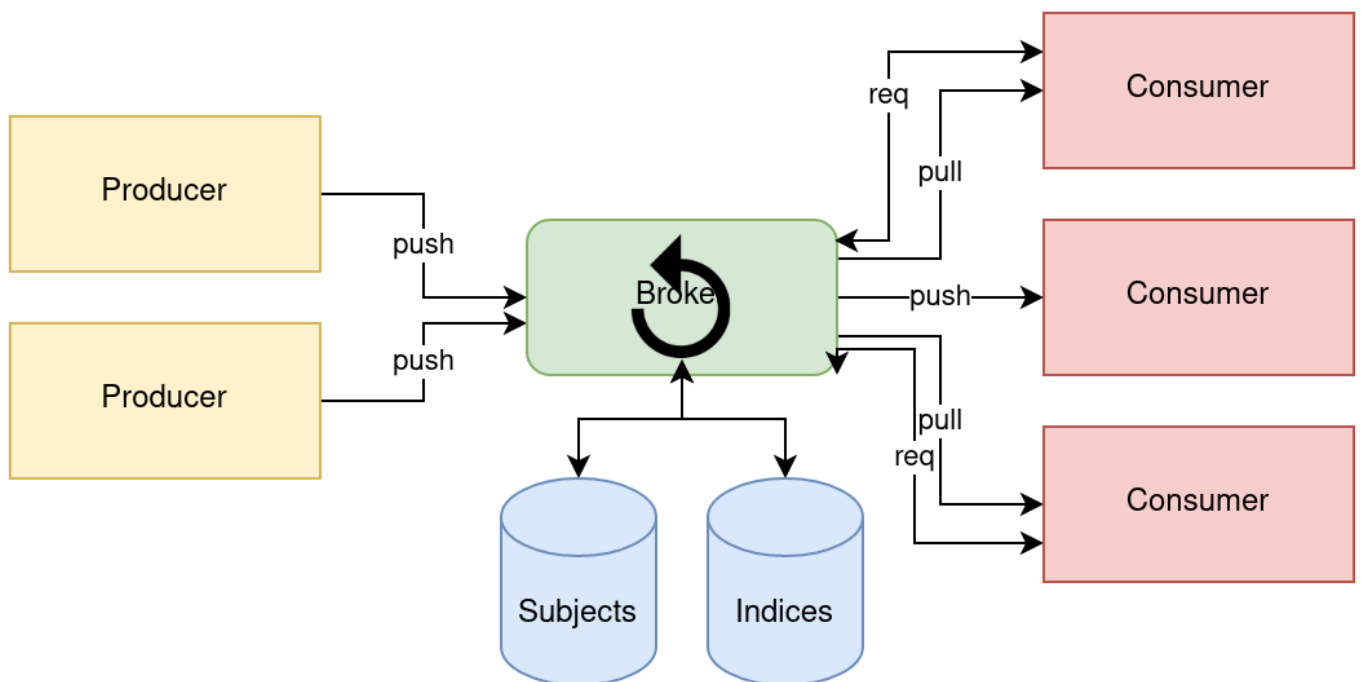 Producer
push
Producer
push
Broker
Subjects
Indices
req
pull
push
pull
req
Consumer
Consumer
Consumer